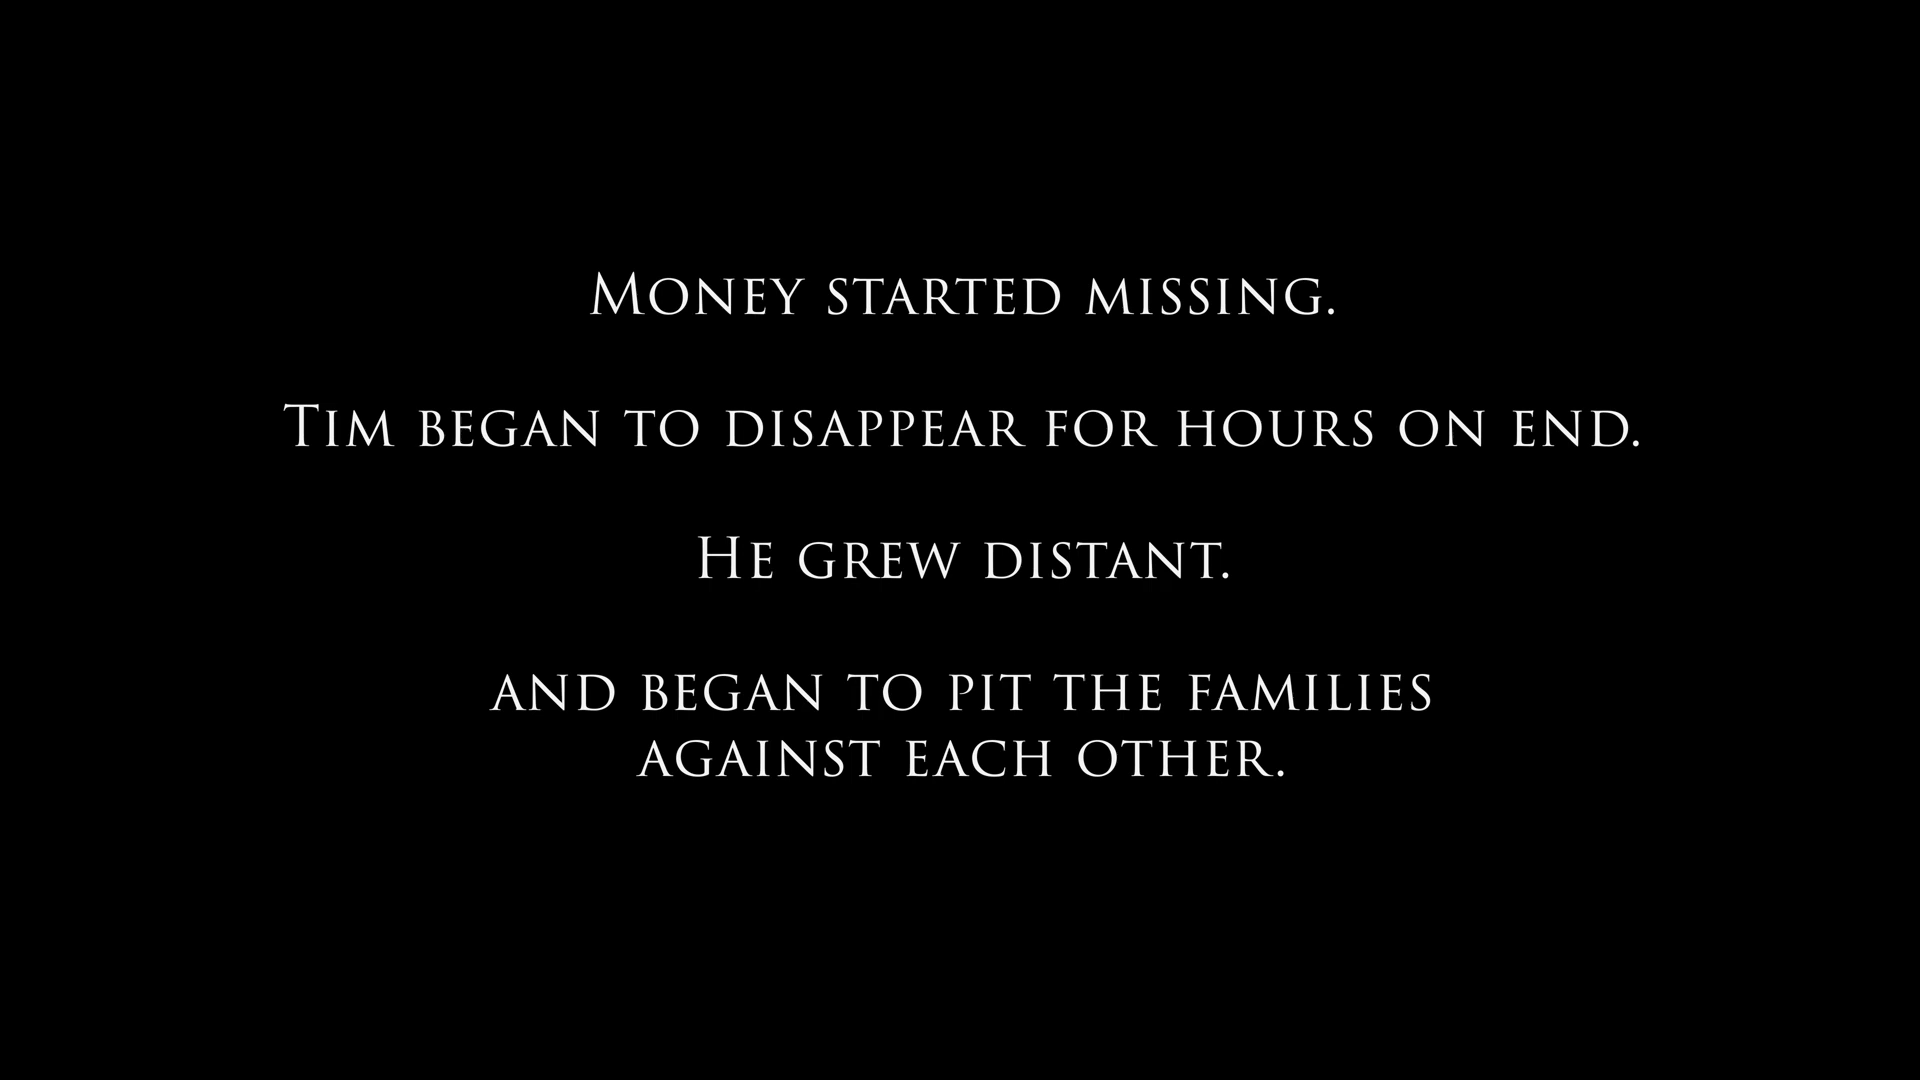 Money started missing.
Tim began to disappear for hours on end.
He grew distant.
and began to pit the families
against each other.